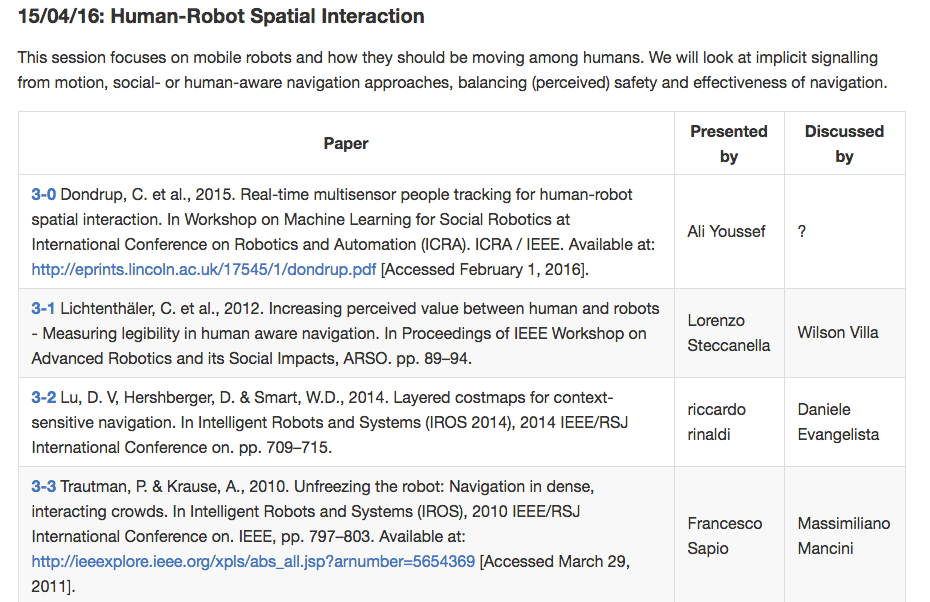 15/04/16: Human-Robot Spatial Interaction
This session focuses on mobile robots and how they should be moving among humans. We will look at implicit signalling
from motion, social- or human-aware navigation approaches, balancing (perceived) safety and effectiveness of navigation.
Paper
Presented
by
Discussed
by
3-0 Dondrup, C. et al., 2015. Real-time multisensor people tracking for human-robot
spatial interaction. In Workshop on Machine Learning for Social Robotics at
International Conference on Robotics and Automation (ICRA). ICRA / IEEE. Available at:
http://eprints.lincoln.ac.uk/17545/1/dondrup.pdf [Accessed February 1, 2016].
Ali Youssef
?
3-1 Lichtenthäler, C. et al., 2012. Increasing perceived value between human and robots
- Measuring legibility in human aware navigation. In Proceedings of IEEE Workshop on
Advanced Robotics and its Social Impacts, ARSO. pp. 89–94.
Lorenzo
Steccanella
Wilson Villa
3-2 Lu, D. V, Hershberger, D. & Smart, W.D., 2014. Layered costmaps for context-
sensitive navigation. In Intelligent Robots and Systems (IROS 2014), 2014 IEEE/RSJ
International Conference on. pp. 709–715.
riccardo
rinaldi
Daniele
Evangelista
3-3 Trautman, P. & Krause, A., 2010. Unfreezing the robot: Navigation in dense,
interacting crowds. In Intelligent Robots and Systems (IROS), 2010 IEEE/RSJ
International Conference on. IEEE, pp. 797–803. Available at:
http://ieeexplore.ieee.org/xpls/abs_all.jsp?arnumber=5654369 [Accessed March 29,
2011].
Francesco
Sapio
Massimiliano
Mancini